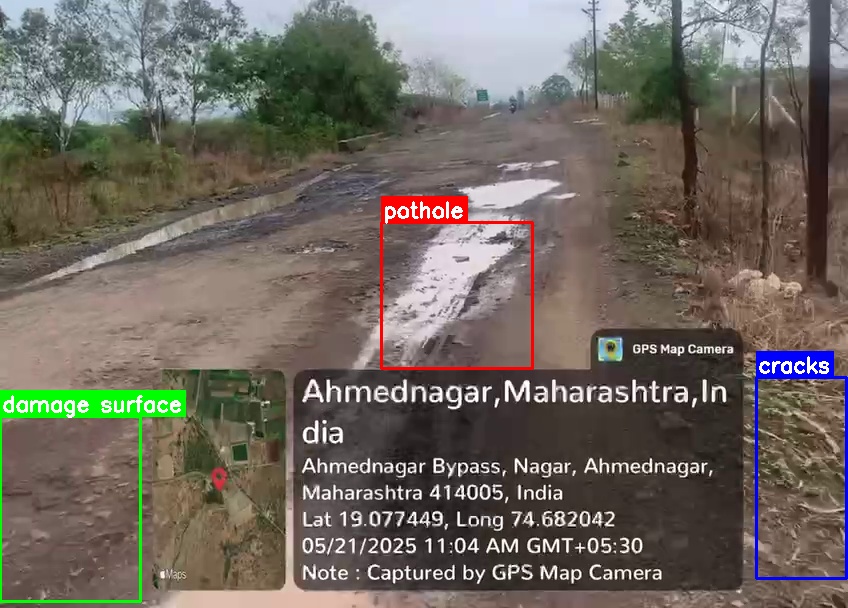 pothole
GPS Map Camera
cracks
damage surface
Ahmednagar,Maharashtra,In
dia
Ahmednagar Bypass, Nagar, Ahmednagar,
Maharashtra 414005, India
Lat 19.077449, Long 74.682042
05/21/2025 11:04 AM GMT+05:30
Note : Captured by GPS Map Camera
Maps